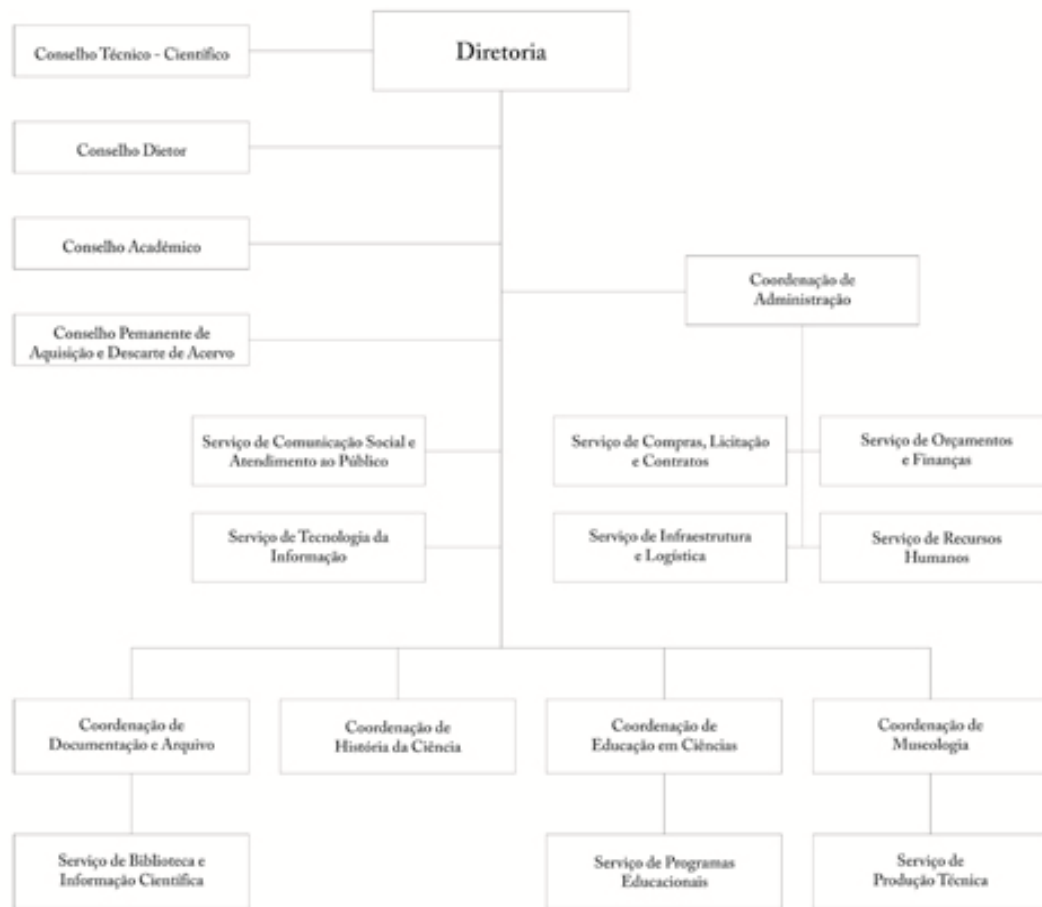 Conselho Técnico - Científico
Diretoria
Conselho Dietor
Conselho Académico
Coordenação de
Administração
Conselho Pemanente de
Aquisição e Descarte de Acervo
Serviço de Comunicação Social e
Atendimento ao Público
Serviço de Compras, Licitação
e Contratos
Serviço de Orçamentos
e Finanças
Serviço de Tecnologia da
Informação
Serviço de Infraestrutura
e Logística
Serviço de Recursos
Humanos
Coordenação de
Documentação e Arquivo
Coordenação de
História da Ciência
Coordenação de
Educação em Ciências
Coordenação de
Museologia
Serviço de Biblioteca e
Informação Científica
Serviço de Programas
Educacionais
Serviço de
Produção Técnica